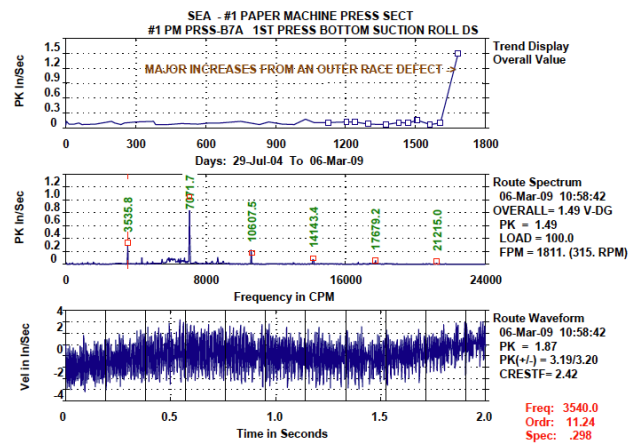 SEA - #1 PAPER MACHINE PRESS SECT
#1 PM PRSS-B7A 1ST PRESS BOTTOM SUCTION ROLL DS
Trend Display
Overall Value
MAJOR INCREASES FROM AN OUTER RACE DEFECT ->
PK in/Sec
1.5
1.2
0.9
0.6
0.3
0
0 300 600 900 1200 1500 1800
Days: 29-Jul-04 To 06-Mar-09
Route Spectrum
06-Mar-09 10:58:42
OVERALL= 1.49 V-DG
PK = 1.49
LOAD = 100.0
FPM = 1811. (315. RPM)
PK in/Sec
1.2
1.0
0.8
0.6
0.4
0.2
0
3535.8
7071.7
10607.5
14143.4
17679.2
21215.0
0 8000 16000 24000
Frequency in CPM
Route Waveform
06-Mar-09 10:58:42
PK = 1.87
PK(+/-) = 3.19/3.20
CRESTF= 2.42
Vel in In/Sec
4
2
0
-2
-4
0 0.5 1.0 1.5 2.0
Time in Seconds
Freq: 3540.0
Ordr: 11.24
Spec: .298